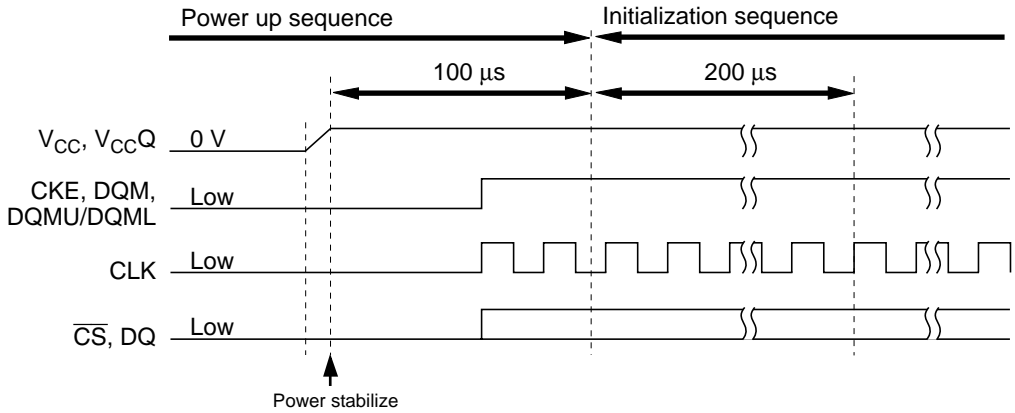 Power up sequence
Initialization sequence
100 μs
200 μs
VCC, VCCQ 0 V
CKE, DQM, Low
DQMU/DQML
CLK Low
CS, DQ Low
Power stabilize